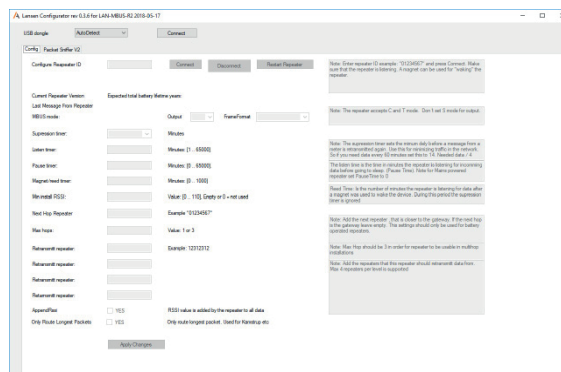 Lansen Configurator rev 0.3.6 for LAN-MBUS-R2 2018-05-17
USB dongle: AutoDetect Connect
Config Packet Sniffer V2
Configure Reapeater ID Connect Disconnect Restart Repeater
Note: Enter repeater ID example: "01234567" and press Connect. Make
sure that the repeater is listening. A magnet can be used for "waking" the
repeater
Current Repeater Version: Expected total battery lifetime years:
Last Message From Repeater
MBUS mode: Output FrameFormat
Note: The repeater accepts C and T mode. Don't set S mode for output
Supression timer: Minutes
Note: The supression timer sets the minium delay before a message from a
meter is retransmitted again. Use this for minimizing traffic in the network.
So if you need data every 60 minutes set this to 14. Needed data / 4
Listen timer: Minutes: [1 .. 65000]
Pause timer: Minutes: [0 .. 65000]
The listen time is the time in minutes the repeater is listening for incomming
data before going to sleep. (Pause Time). Note for Mains powered
repeater set Pause Time to 0
Magnet heed timer: Minutes: [0 .. 1000]
Reed Time: Is the number of minutes the repeater is listening for data after
a magnet was used to wake the device. During this period the supression
timer is ignored
Min install RSSI: Value: [0 .. 110], Empty or 0 = not used
Next Hop Repeater Example "01234567"
Note: Add the next repeater , that is closer to the gateway. If the next hop
is the gateway leave empty. This settings should only be used for battery
operated repeaters.
Max hops: Value: 1 or 3
Note: Max Hop should be 3 in order for repeater to be usable in multihop
installations
Retransmit repeater: Example: 12312312
Note: Add the repeaters that this repeater should retransmitt data from.
Max 4 repeaters per level is supported
Retransmitt repeater:
Retransmitt repeater:
Retransmitt repeater:
AppendRssi YES RSSI value is added by the repeater to all data
Only Route Longest Packets YES Only route longest packet. Used for Kamstrup etc
Apply Changes